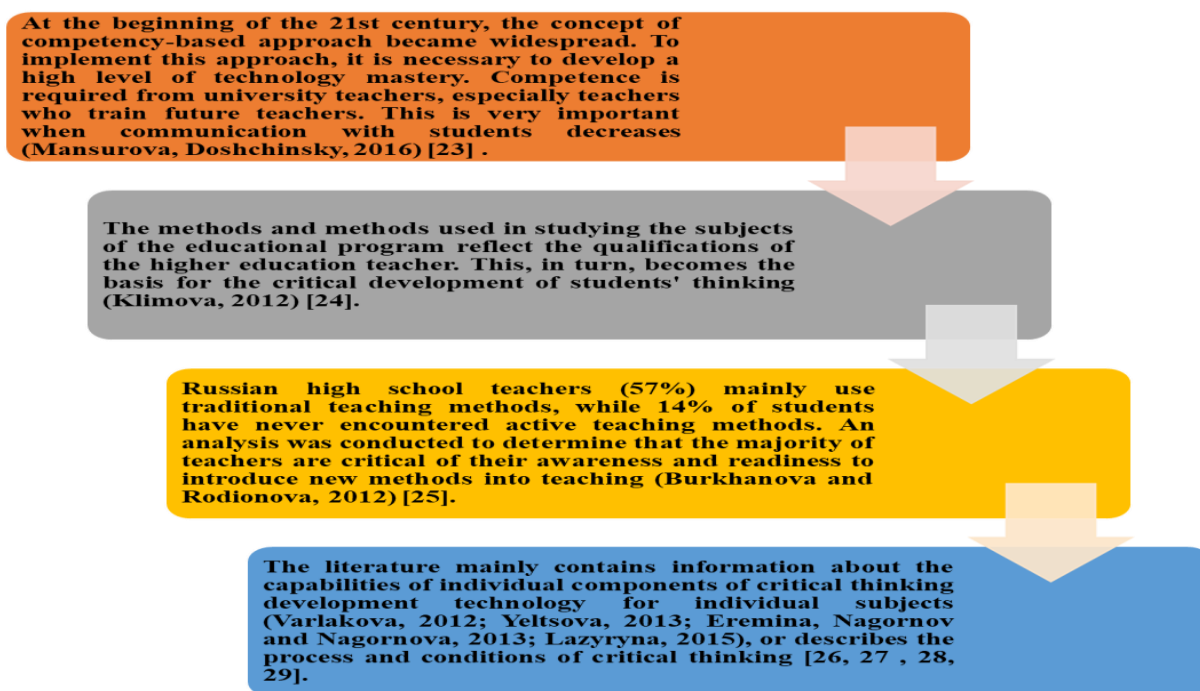 At the beginning of the 21st century, the concept of
competency-based approach became widespread. To
implement this approach, it is necessary to develop a
high level of technology mastery. Competence is
required from university teachers, especially teachers
who train future teachers. This is very important
when communication with students decreases
(Mansurova, Doshchinsky, 2016) [23] .
The methods and methods used in studying the subjects
of the educational program reflect the qualifications of
the higher education teacher. This, in turn, becomes the
basis for the critical development of students' thinking
(Klimova, 2012) [24].
Russian high school teachers (57%) mainly use
traditional teaching methods, while 14% of students
have never encountered active teaching methods. An
analysis was conducted to determine that the majority of
teachers are critical of their awareness and readiness to
introduce new methods into teaching (Burkhanova and
Rodionova, 2012) [25].
The literature mainly contains information about the
capabilities of individual components of critical thinking
development technology for individual subjects
(Varlakova, 2012; Yeltsova, 2013; Eremina, Nagornov
and Nagornova, 2013; Lazyryna, 2015), or describes the
process and conditions of critical thinking [26, 27 , 28,
29].